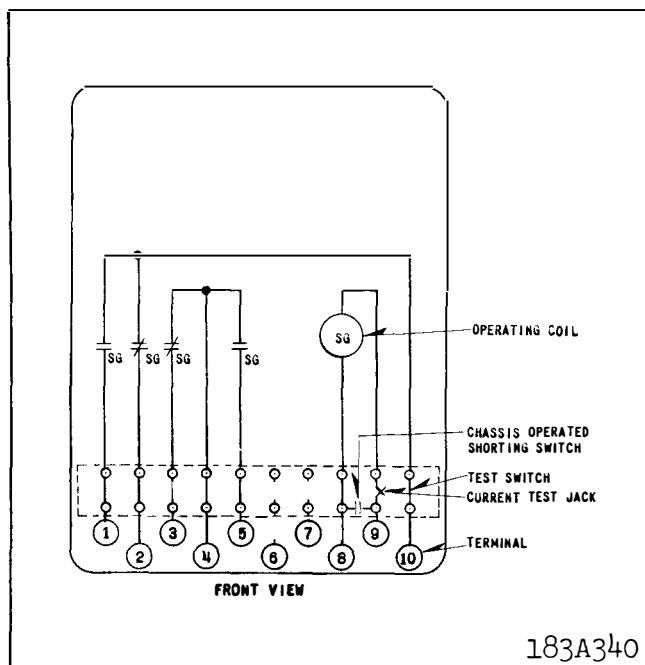 SG
SG
SG
SG
SG
OPERATING COIL
CHASSIS OPERATED
SHORTING SWITCH
TEST SWITCH
CURRENT TEST JACK
1
3
5
7
9
2
4
6
8
10
TERMINAL
FRONT VIEW
183A340